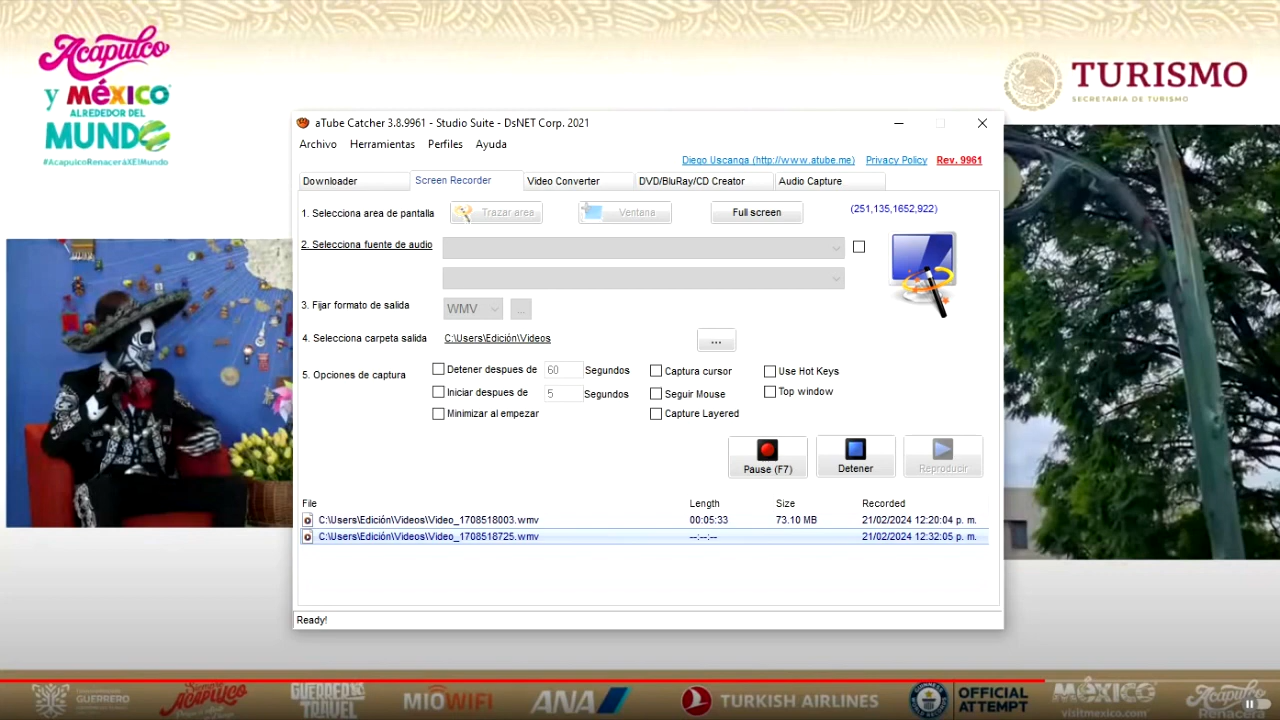 Acapulco
y MÉXICO
ALREDEDOR DEL
MUNDO
#AcapulcoRenaceráXElMundo
TURISMO
SECRETARÍA DE TURISMO
aTube Catcher 3.8.9961 - Studio Suite - DsNET Corp. 2021
Archivo Herramientas Perfiles Ayuda
Diego Uscanga (http://www.atube.me) Privacy Policy Rev. 9961
Downloader Screen Recorder Video Converter DVD/BluRay/CD Creator Audio Capture
1. Selecciona area de pantalla Trazar area Ventana Full screen (251,135,1652,922)
2. Selecciona fuente de audio
3. Fijar formato de salida WMV ...
4. Selecciona carpeta salida C:\Users\Edición\Videos ...
5. Opciones de captura
Detener despues de 60 Segundos Captura cursor Use Hot Keys
Iniciar despues de 5 Segundos Seguir Mouse Top window
Minimizar al empezar Capture Layered
Pause (F7) Detener Reproducir
File Length Size Recorded
C:\Users\Edición\Videos\Video_1708518003.wmv 00:05:33 73.10 MB 21/02/2024 12:20:04 p. m.
C:\Users\Edición\Videos\Video_1708518725.wmv --:--:-- 21/02/2024 12:32:05 p. m.
Ready!
GUERRERO ACAPULCO GUERRERO TRAVEL MIÓWIFI ANA TURKISH AIRLINES OFFICIAL ATTEMPT MÉXICO visitmexico.com Acapulco Renacerá